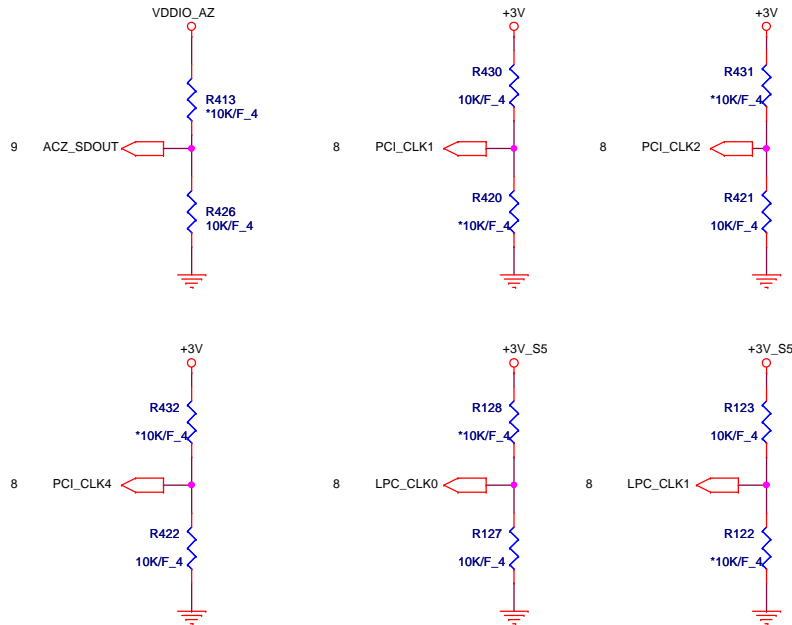 VDDIO_AZ
R413
*10K/F_4
9 ACZ_SDOUT
R426
10K/F_4
+3V
R430
10K/F_4
8 PCI_CLK1
R420
*10K/F_4
+3V
R431
*10K/F_4
8 PCI_CLK2
R421
10K/F_4
+3V
R432
*10K/F_4
8 PCI_CLK4
R422
10K/F_4
+3V_S5
R128
*10K/F_4
8 LPC_CLK0
R127
10K/F_4
+3V_S5
R123
10K/F_4
8 LPC_CLK1
R122
*10K/F_4